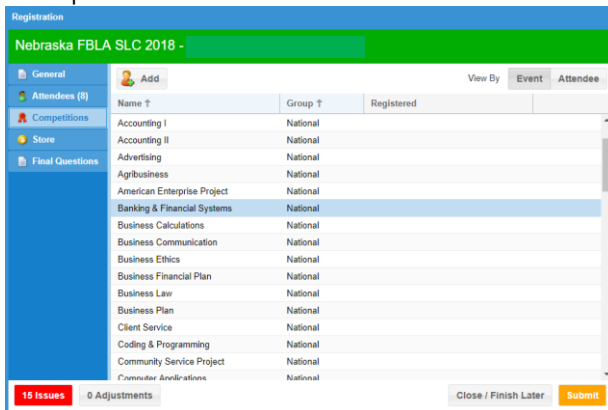 Registration
Nebraska FBLA SLC 2018 -
General
Attendees (8)
Competitions
Store
Final Questions
Add
View By Event Attendee
Name ↑ Group ↑ Registered
Accounting I National
Accounting II National
Advertising National
Agribusiness National
American Enterprise Project National
Banking & Financial Systems National
Business Calculations National
Business Communication National
Business Ethics National
Business Financial Plan National
Business Law National
Business Plan National
Client Service National
Coding & Programming National
Community Service Project National
Computer Applications National
15 Issues 0 Adjustments Close / Finish Later Submit